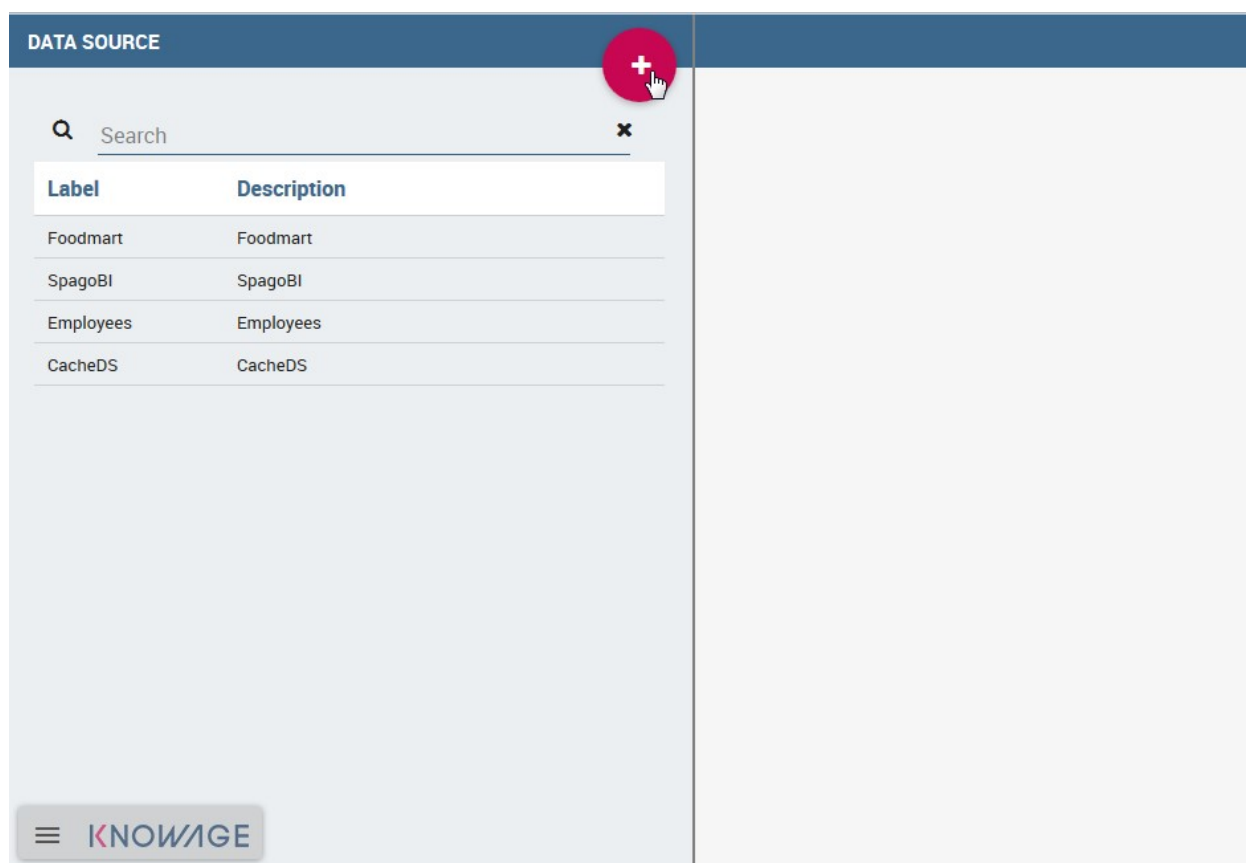 DATA SOURCE
Search
Label Description
Foodmart Foodmart
SpagoBI SpagoBI
Employees Employees
CacheDS CacheDS
KNOWAGE